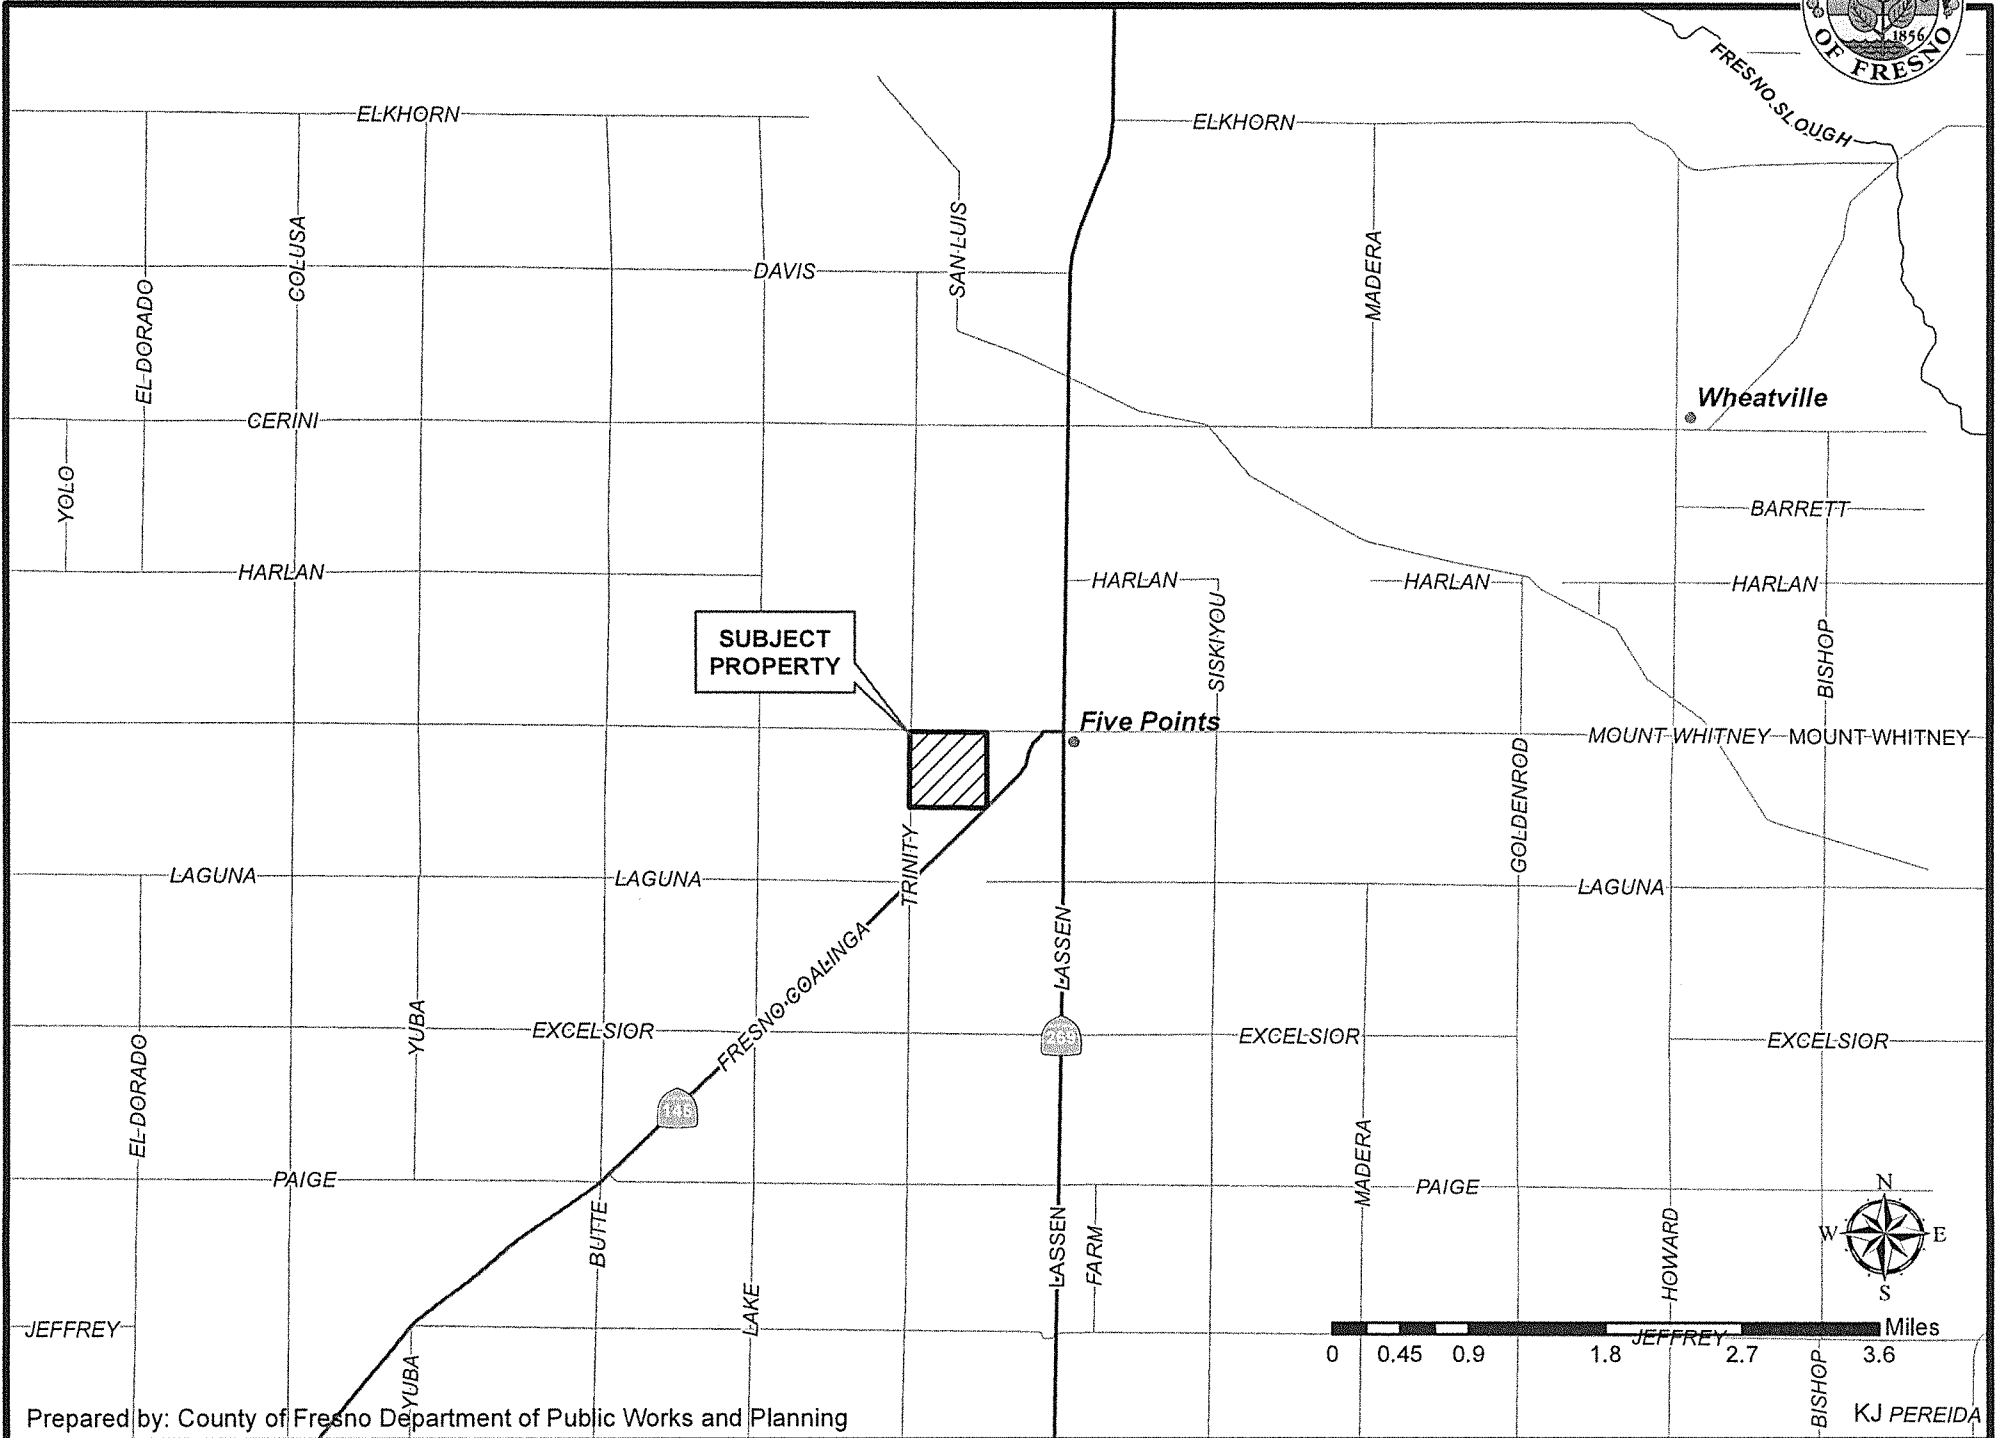 1856
OF FRESNO
FRESNO SLOUGH
ELKHORN
ELKHORN
COLUSA
SAN LUIS
MADERA
DAVIS
EL DORADO
Wheatville
CERINI
YOLO
BARRETT
HARLAN
HARLAN
HARLAN
HARLAN
SISKIYOU
BISHOP
SUBJECT
PROPERTY
Five Points
MOUNT WHITNEY
MOUNT WHITNEY
GOLDENROD
TRINITY
LAGUNA
LAGUNA
LAGUNA
LASSEN
FRESNO-COALINGA
YUBA
EXCELSIOR
269
EXCELSIOR
EXCELSIOR
EL DORADO
145
MADERA
PAIGE
PAIGE
N
W
E
S
BUTTE
LASSEN
FARM
HOWARD
LAKE
JEFFREY
JEFFREY
Miles
0 0.45 0.9 1.8 2.7 3.6
YUBA
BISHOP
Prepared by: County of Fresno Department of Public Works and Planning
KJ PEREIDA